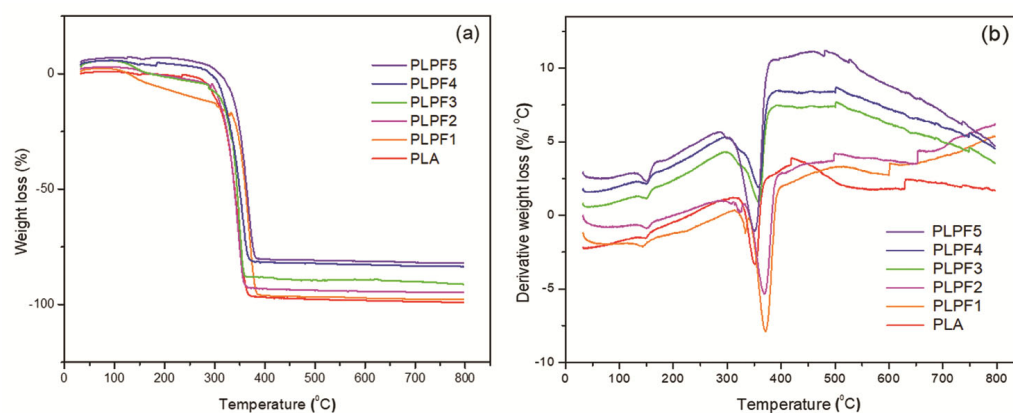 (a)
PLPF5
PLPF4
PLPF3
PLPF2
PLPF1
PLA
0
-50
-100
Weight loss (%)
0 100 200 300 400 500 600 700 800
Temperature (°C)
(b)
10
5
0
-5
-10
Derivative weight loss (%/ °C)
PLPF5
PLPF4
PLPF3
PLPF2
PLPF1
PLA
0 100 200 300 400 500 600 700 800
Temperature (°C)